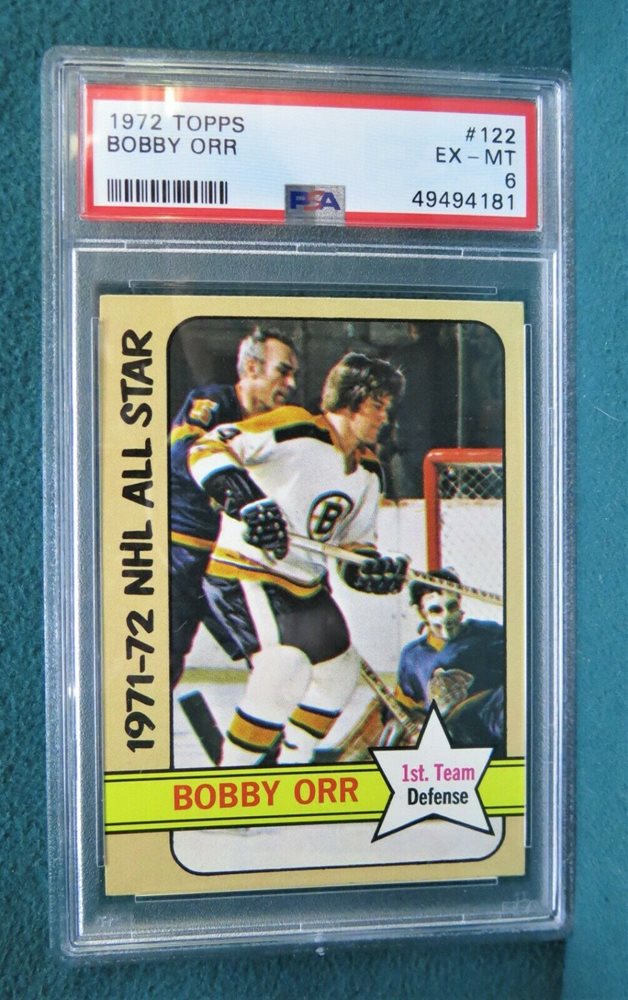 1972 TOPPS
BOBBY ORR
#122
EX - MT
6
49494181
PSA
1971-72 NHL ALL STAR
B
BOBBY ORR
1st. Team
Defense